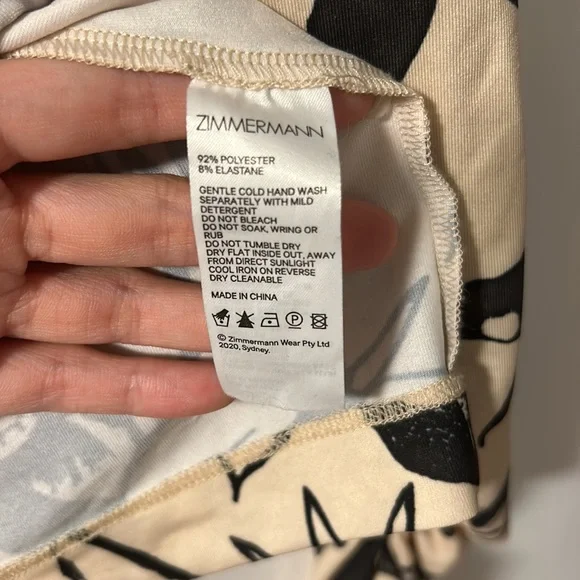 ZIMMERMANN
92% POLYESTER
8% ELASTANE
GENTLE COLD HAND WASH
SEPARATELY WITH MILD
DETERGENT
DO NOT BLEACH
DO NOT SOAK, WRING OR
RUB
DO NOT TUMBLE DRY
DRY FLAT INSIDE OUT, AWAY
FROM DIRECT SUNLIGHT
COOL IRON ON REVERSE
DRY CLEANABLE
MADE IN CHINA
P
© Zimmermann Wear Pty Ltd
2020, Sydney.